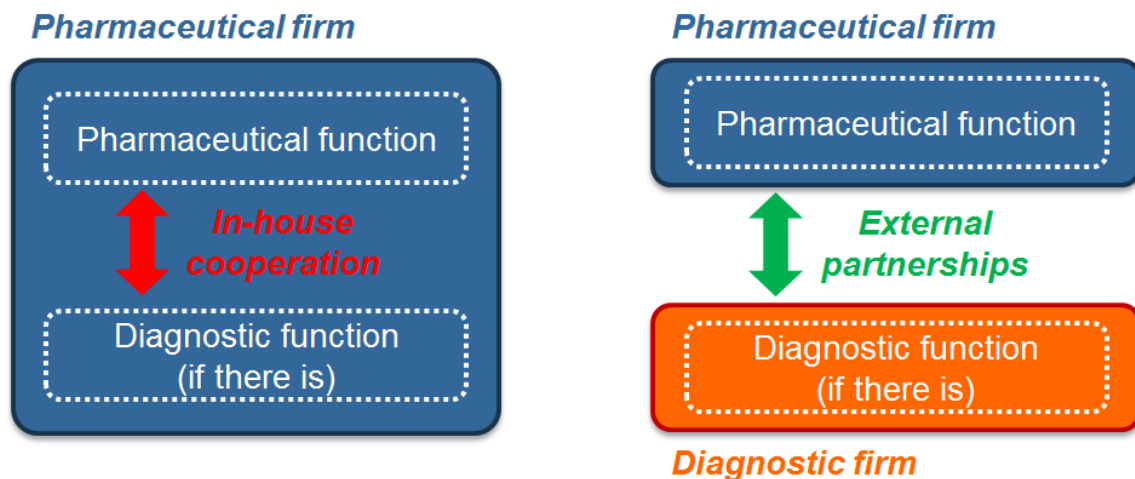 Pharmaceutical firm
Pharmaceutical function
In-house
cooperation
Diagnostic function
(if there is)
Pharmaceutical firm
Pharmaceutical function
External
partnerships
Diagnostic function
(if there is)
Diagnostic firm